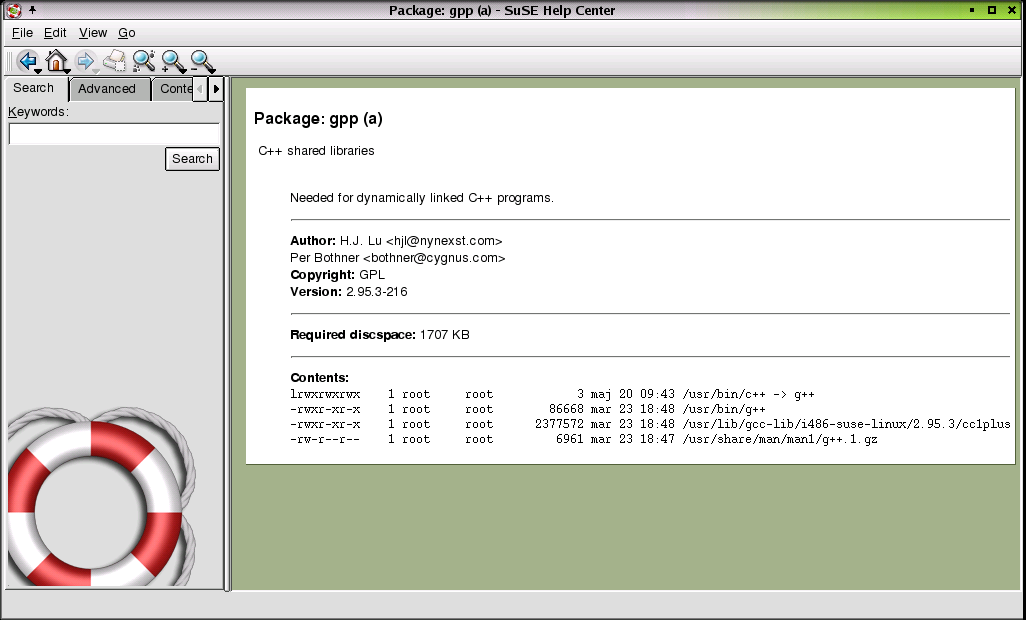 Package: gpp (a) - SuSE Help Center
File Edit View Go
Search Advanced Conte
Keywords:
Search
Package: gpp (a)
C++ shared libraries
Needed for dynamically linked C++ programs.
Author: H.J. Lu <hjl@nynexst.com>
Per Bothner <bothner@cygnus.com>
Copyright: GPL
Version: 2.95.3-216
Required discspace: 1707 KB
Contents:
lrwxrwxrwx 1 root root 3 maj 20 09:43 /usr/bin/c++ -> g++
-rwxr-xr-x 1 root root 86668 mar 23 18:48 /usr/bin/g++
-rwxr-xr-x 1 root root 2377572 mar 23 18:48 /usr/lib/gcc-lib/i486-suse-linux/2.95.3/cc1plus
-rw-r--r-- 1 root root 6961 mar 23 18:47 /usr/share/man/man1/g++.1.gz